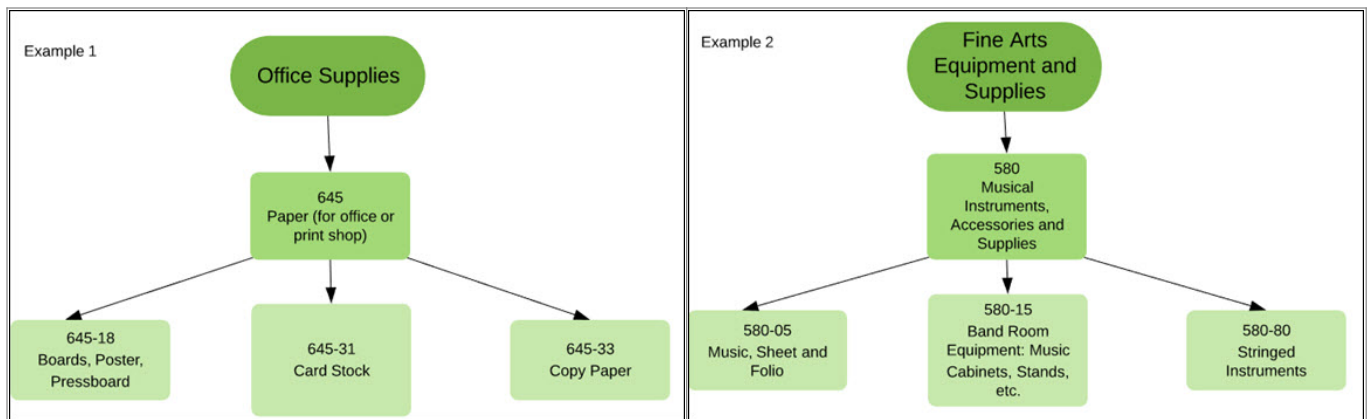 Example 1
Office Supplies
645
Paper (for office or
print shop)
645-18
Boards, Poster,
Pressboard
645-31
Card Stock
645-33
Copy Paper
Example 2
Fine Arts
Equipment and
Supplies
580
Musical
Instruments,
Accessories and
Supplies
580-05
Music, Sheet and
Folio
580-15
Band Room
Equipment: Music
Cabinets, Stands,
etc.
580-80
Stringed
Instruments